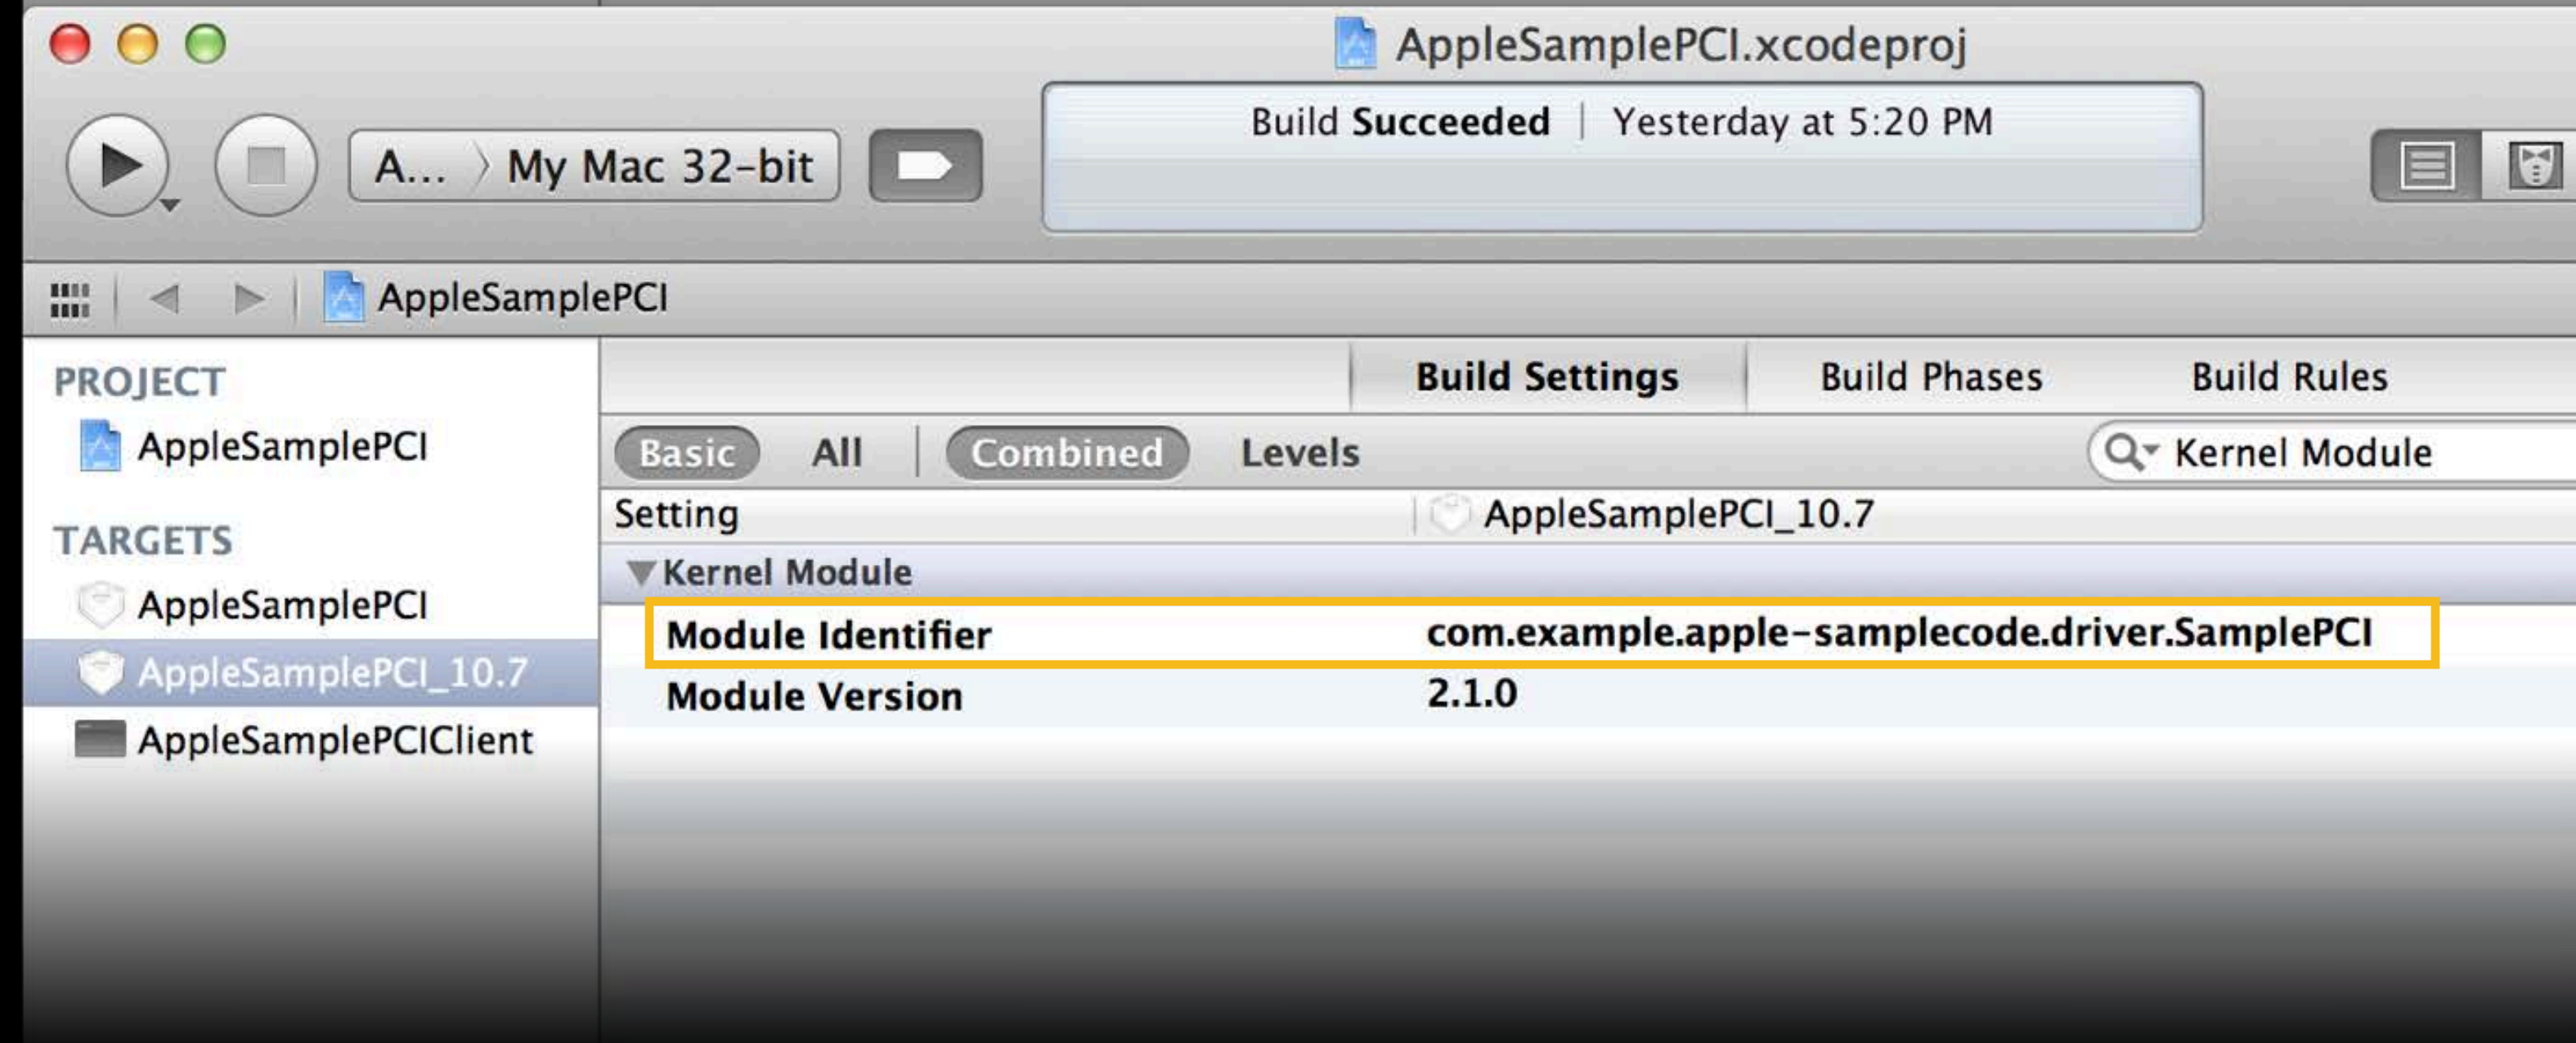 AppleSamplePCI.xcodeproj
Build Succeeded | Yesterday at 5:20 PM
A... 〉 My Mac 32-bit
AppleSamplePCI
PROJECT
AppleSamplePCI
TARGETS
AppleSamplePCI
AppleSamplePCI_10.7
AppleSamplePCIClient
Build Settings Build Phases Build Rules
Basic All Combined Levels Kernel Module
Setting AppleSamplePCI_10.7
Kernel Module
Module Identifier com.example.apple-samplecode.driver.SamplePCI
Module Version 2.1.0